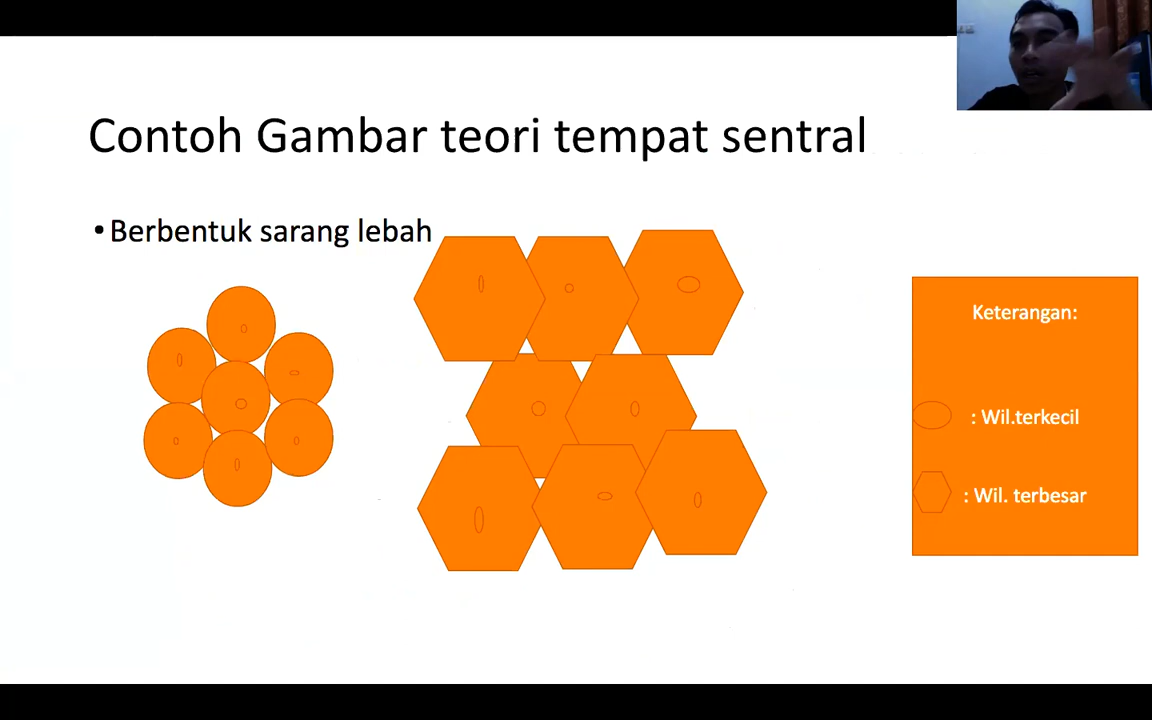 Contoh Gambar teori tempat sentral
•Berbentuk sarang lebah
Keterangan:
: Wil.terkecil
: Wil. terbesar